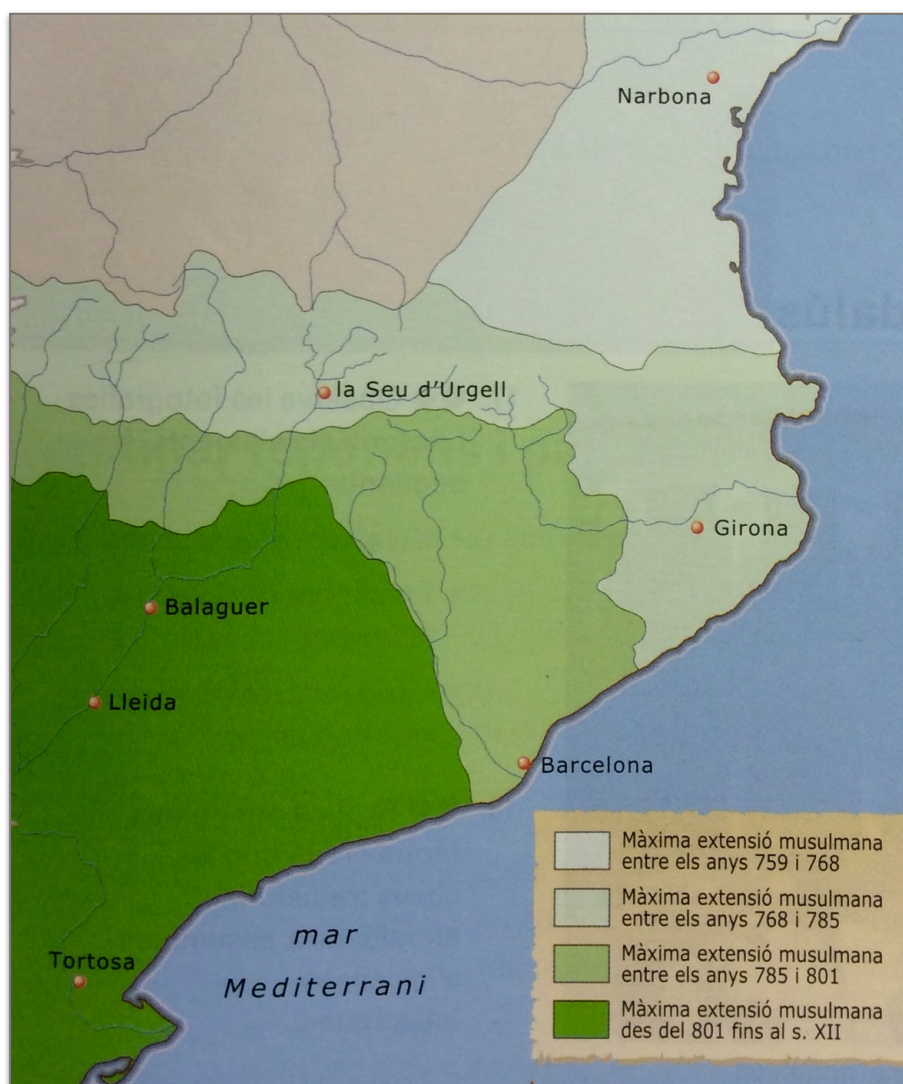 Narbona
la Seu d'Urgell
Girona
Balaguer
Lleida
Barcelona
Tortosa
mar
Mediterrani
Màxima extensió musulmana
entre els anys 759 i 768
Màxima extensió musulmana
entre els anys 768 i 785
Màxima extensió musulmana
entre els anys 785 i 801
Màxima extensió musulmana
des del 801 fins al s. XII